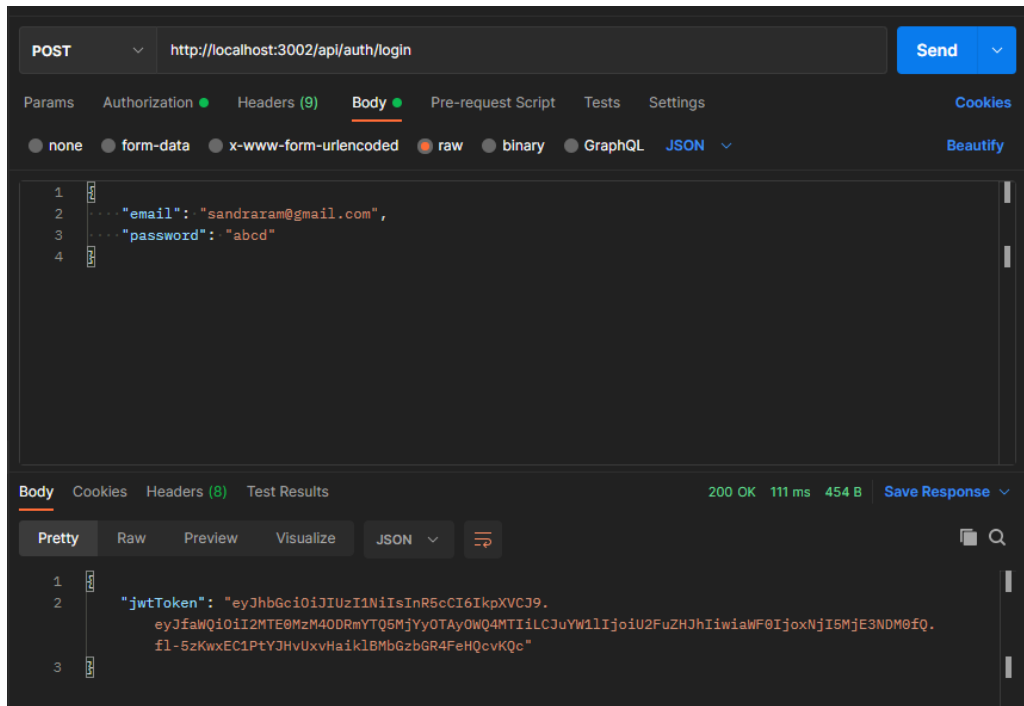 POST http://localhost:3002/api/auth/login Send
Params Authorization Headers (9) Body Pre-request Script Tests Settings Cookies
none form-data x-www-form-urlencoded raw binary GraphQL JSON Beautify
1 {
2 "email": "sandraram@gmail.com",
3 "password": "abcd"
4 }
Body Cookies Headers (8) Test Results 200 OK 111 ms 454 B Save Response
Pretty Raw Preview Visualize JSON
1 {
2 "jwtToken": "eyJhbGciOiJIUzI1NiIsInR5cCI6IkpXVCJ9.
eyJfaWQiOiI2MTE0MzM4ODRmYTQ5MjYyOTAyOWQ4MTIiLCJuYW1lIjoiU2FuZHJhIiwiaWF0IjoxNjI5MjE3NDM0fQ.
fl-5zKwxEC1PtYJHvUxvHaiklBMbGzbGR4FeHQcvKQc"
3 }